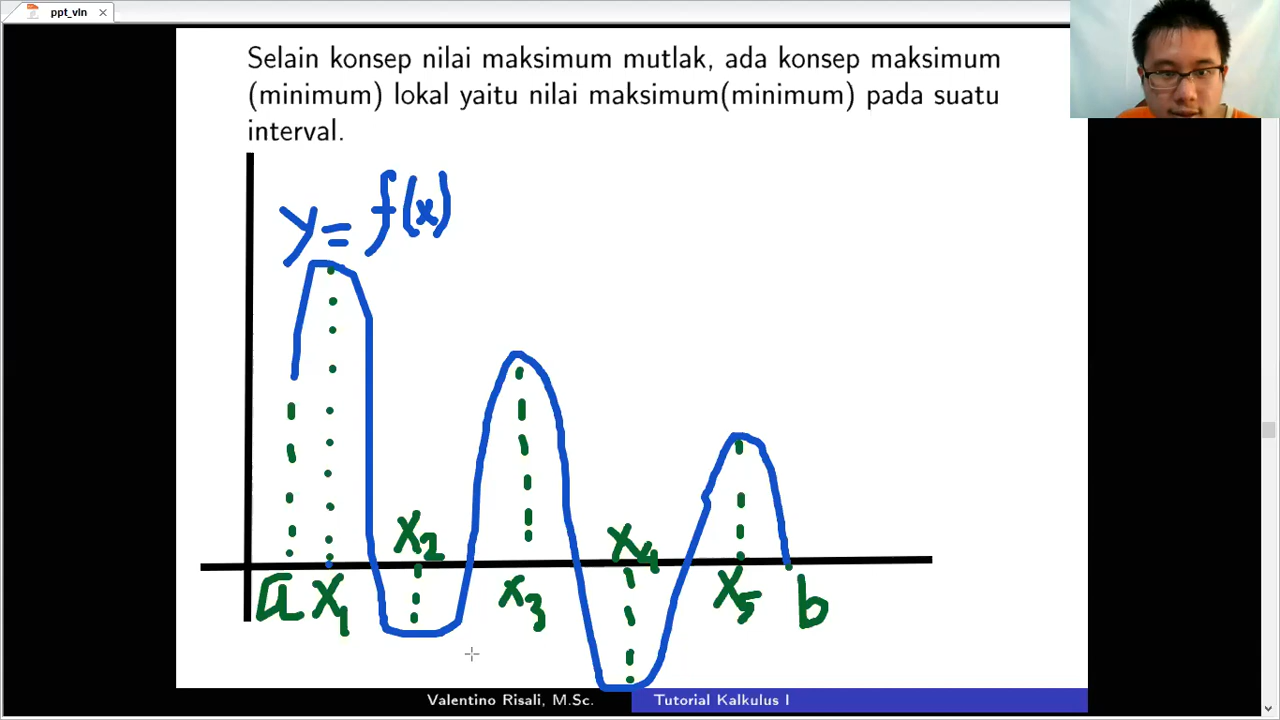 ppt_vln
Selain konsep nilai maksimum mutlak, ada konsep maksimum
(minimum) lokal yaitu nilai maksimum(minimum) pada suatu
interval.
y = f(x)
x₂
x₄
a x₁ x₃ x₅ b
Valentino Risali, M.Sc. Tutorial Kalkulus I